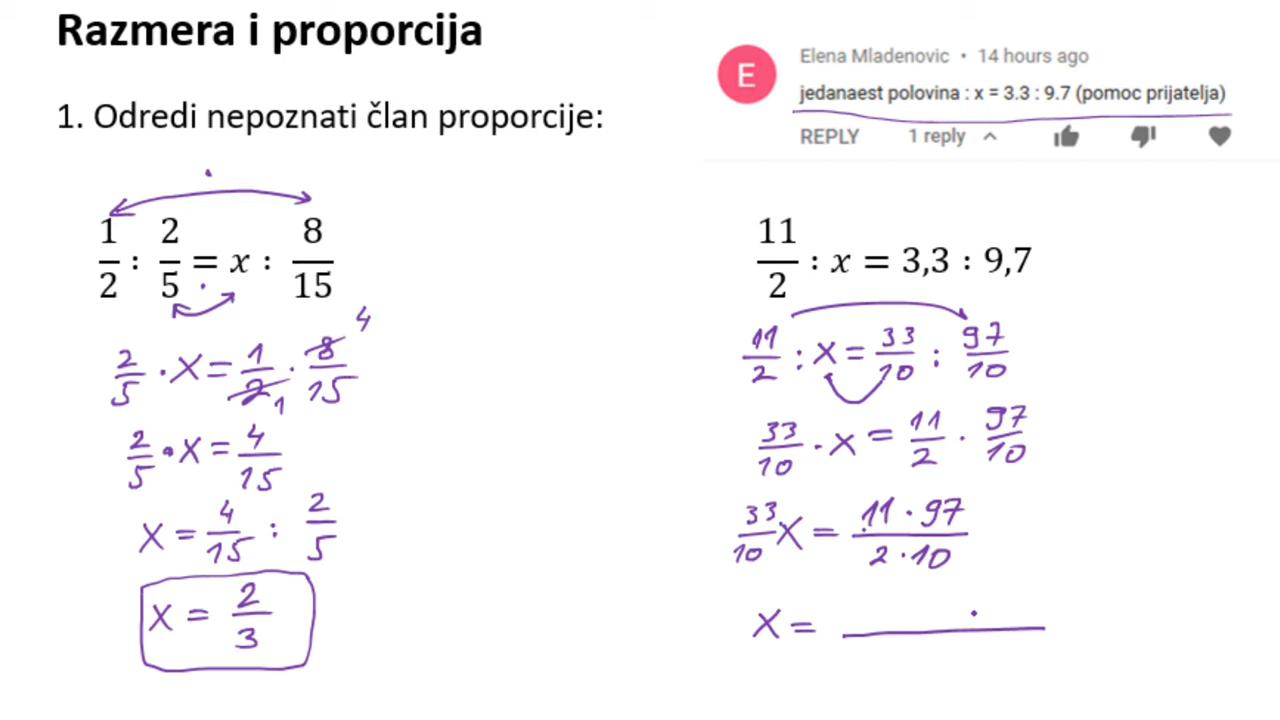 Razmera i proporcija
1. Odredi nepoznati član proporcije:
1/2 : 2/5 = x : 8/15
2/5 · x = 1/2 · 8/15
4
1
2/5 · x = 4/15
x = 4/15 : 2/5
x = 2/3
E
Elena Mladenovic • 14 hours ago
jedanaest polovina : x = 3.3 : 9.7 (pomoc prijatelja)
REPLY 1 reply
11/2 : x = 3,3 : 9,7
11/2 : x = 33/10 : 97/10
33/10 · x = 11/2 · 97/10
33/10 x = 11 · 97 / 2 · 10
x =